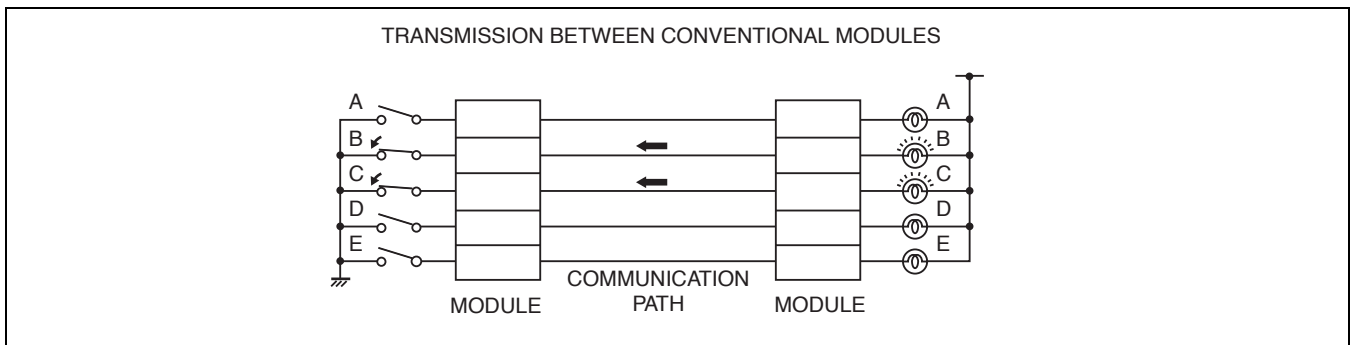 TRANSMISSION BETWEEN CONVENTIONAL MODULES
A
A
B
B
C
C
D
D
E
E
COMMUNICATION
PATH
MODULE
MODULE